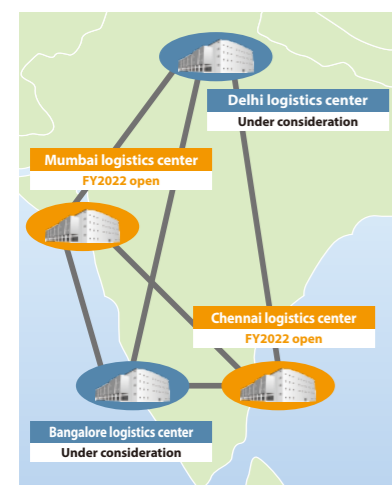 Delhi logistics center
Under consideration
Mumbai logistics center
FY2022 open
Chennai logistics center
FY2022 open
Bangalore logistics center
Under consideration